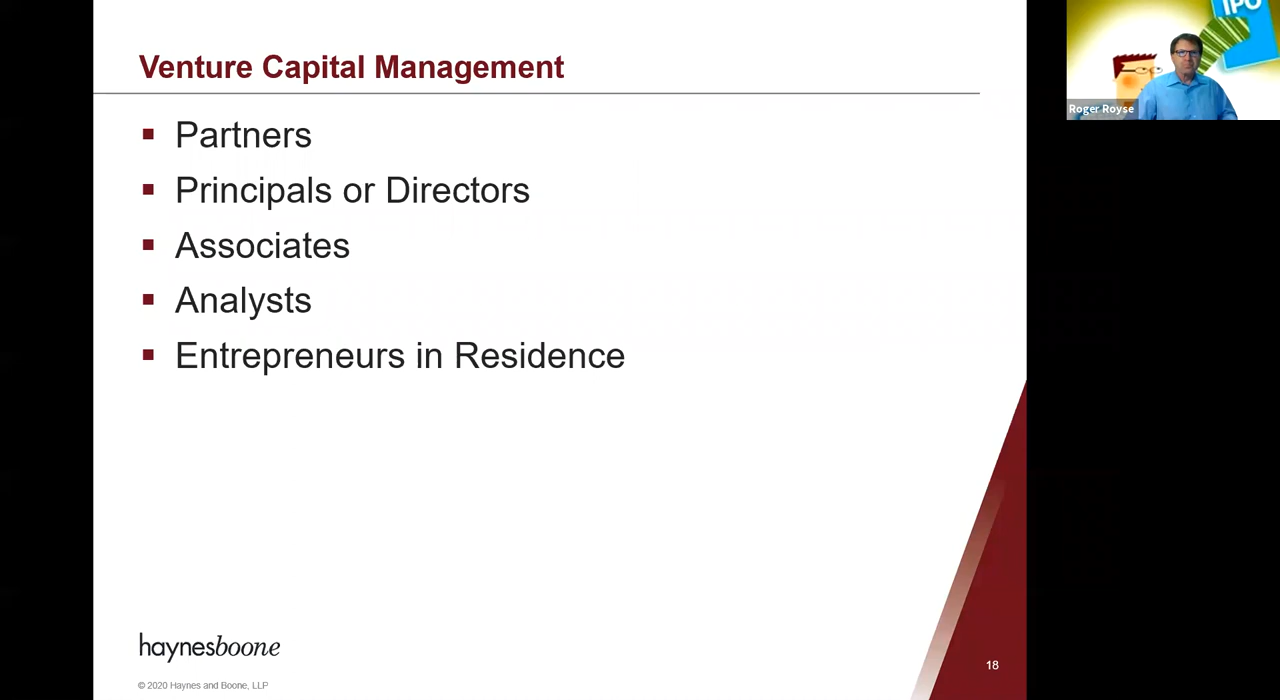 Venture Capital Management
Partners
Principals or Directors
Associates
Analysts
Entrepreneurs in Residence
haynesboone
© 2020 Haynes and Boone, LLP
18
IPO
Roger Royse